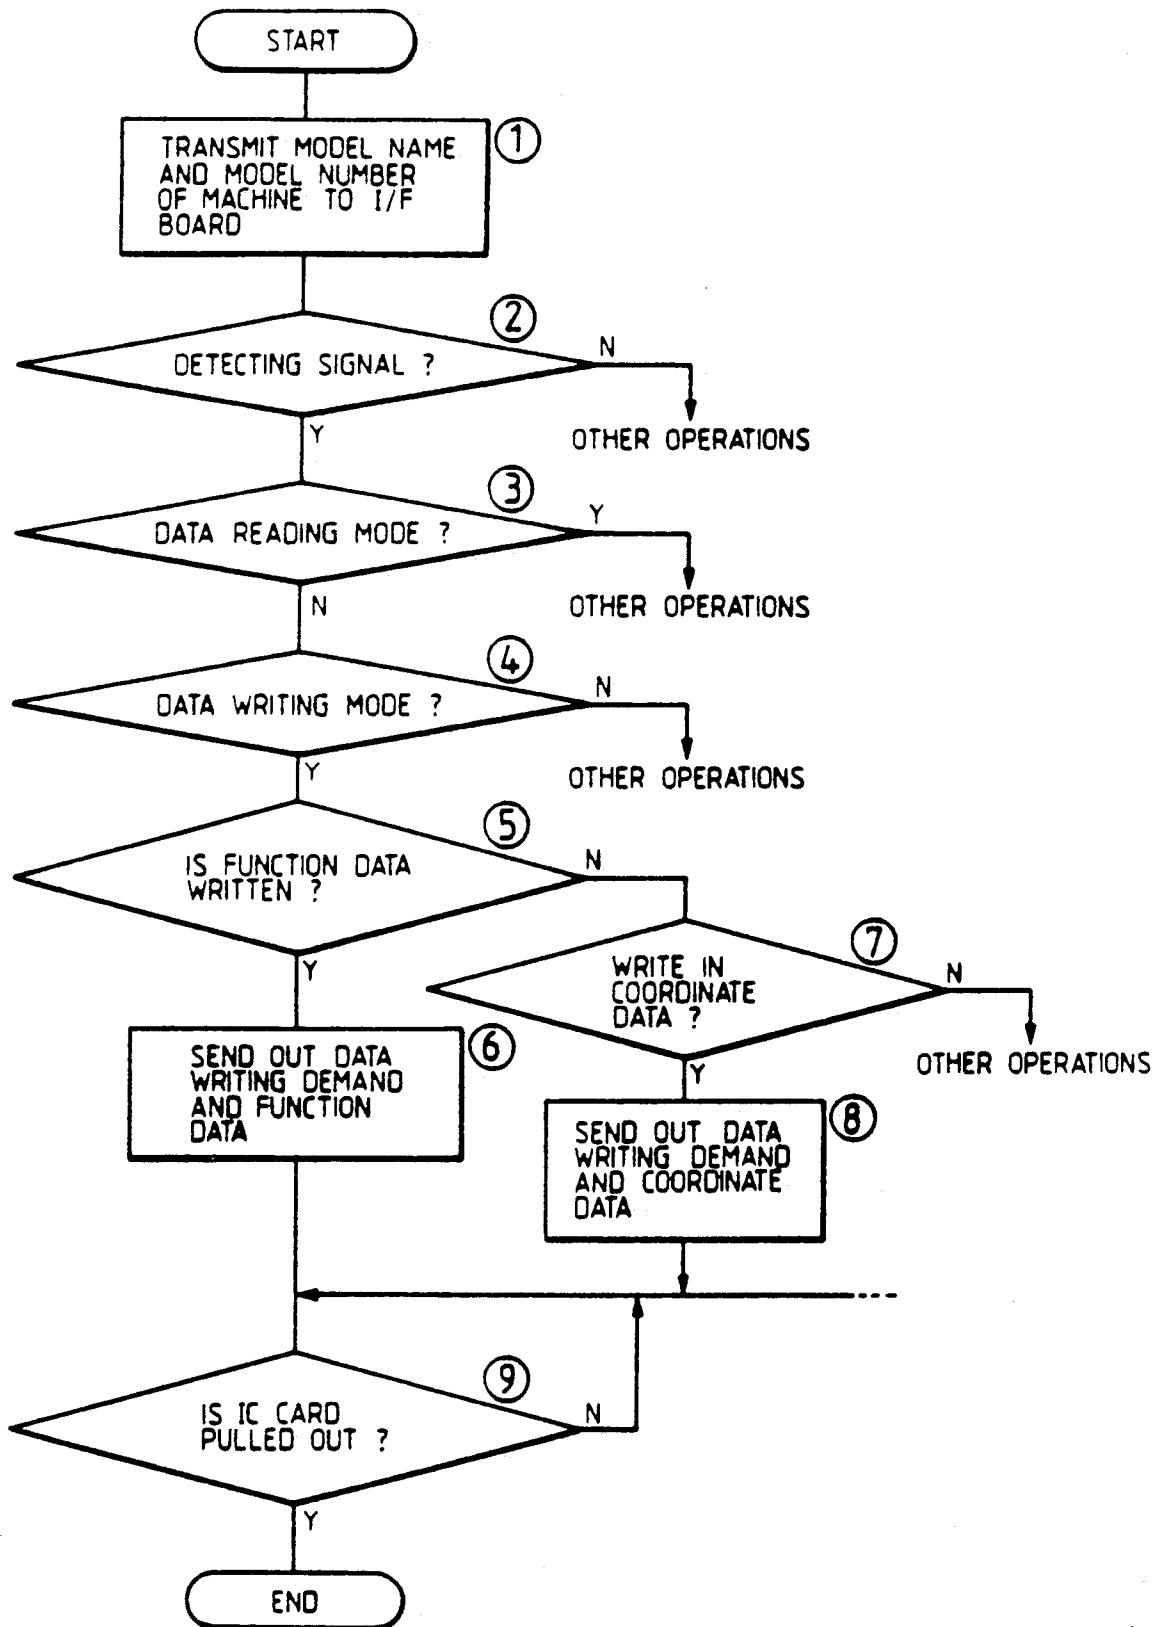 START
①
TRANSMIT MODEL NAME
AND MODEL NUMBER
OF MACHINE TO I/F
BOARD
②
DETECTING SIGNAL ?
N
OTHER OPERATIONS
Y
③
DATA READING MODE ?
Y
OTHER OPERATIONS
N
④
DATA WRITING MODE ?
N
OTHER OPERATIONS
Y
⑤
IS FUNCTION DATA
WRITTEN ?
N
Y
⑦
WRITE IN
COORDINATE
DATA ?
N
OTHER OPERATIONS
Y
⑥
SEND OUT DATA
WRITING DEMAND
AND FUNCTION
DATA
⑧
SEND OUT DATA
WRITING DEMAND
AND COORDINATE
DATA
⑨
IS IC CARD
PULLED OUT ?
N
Y
END